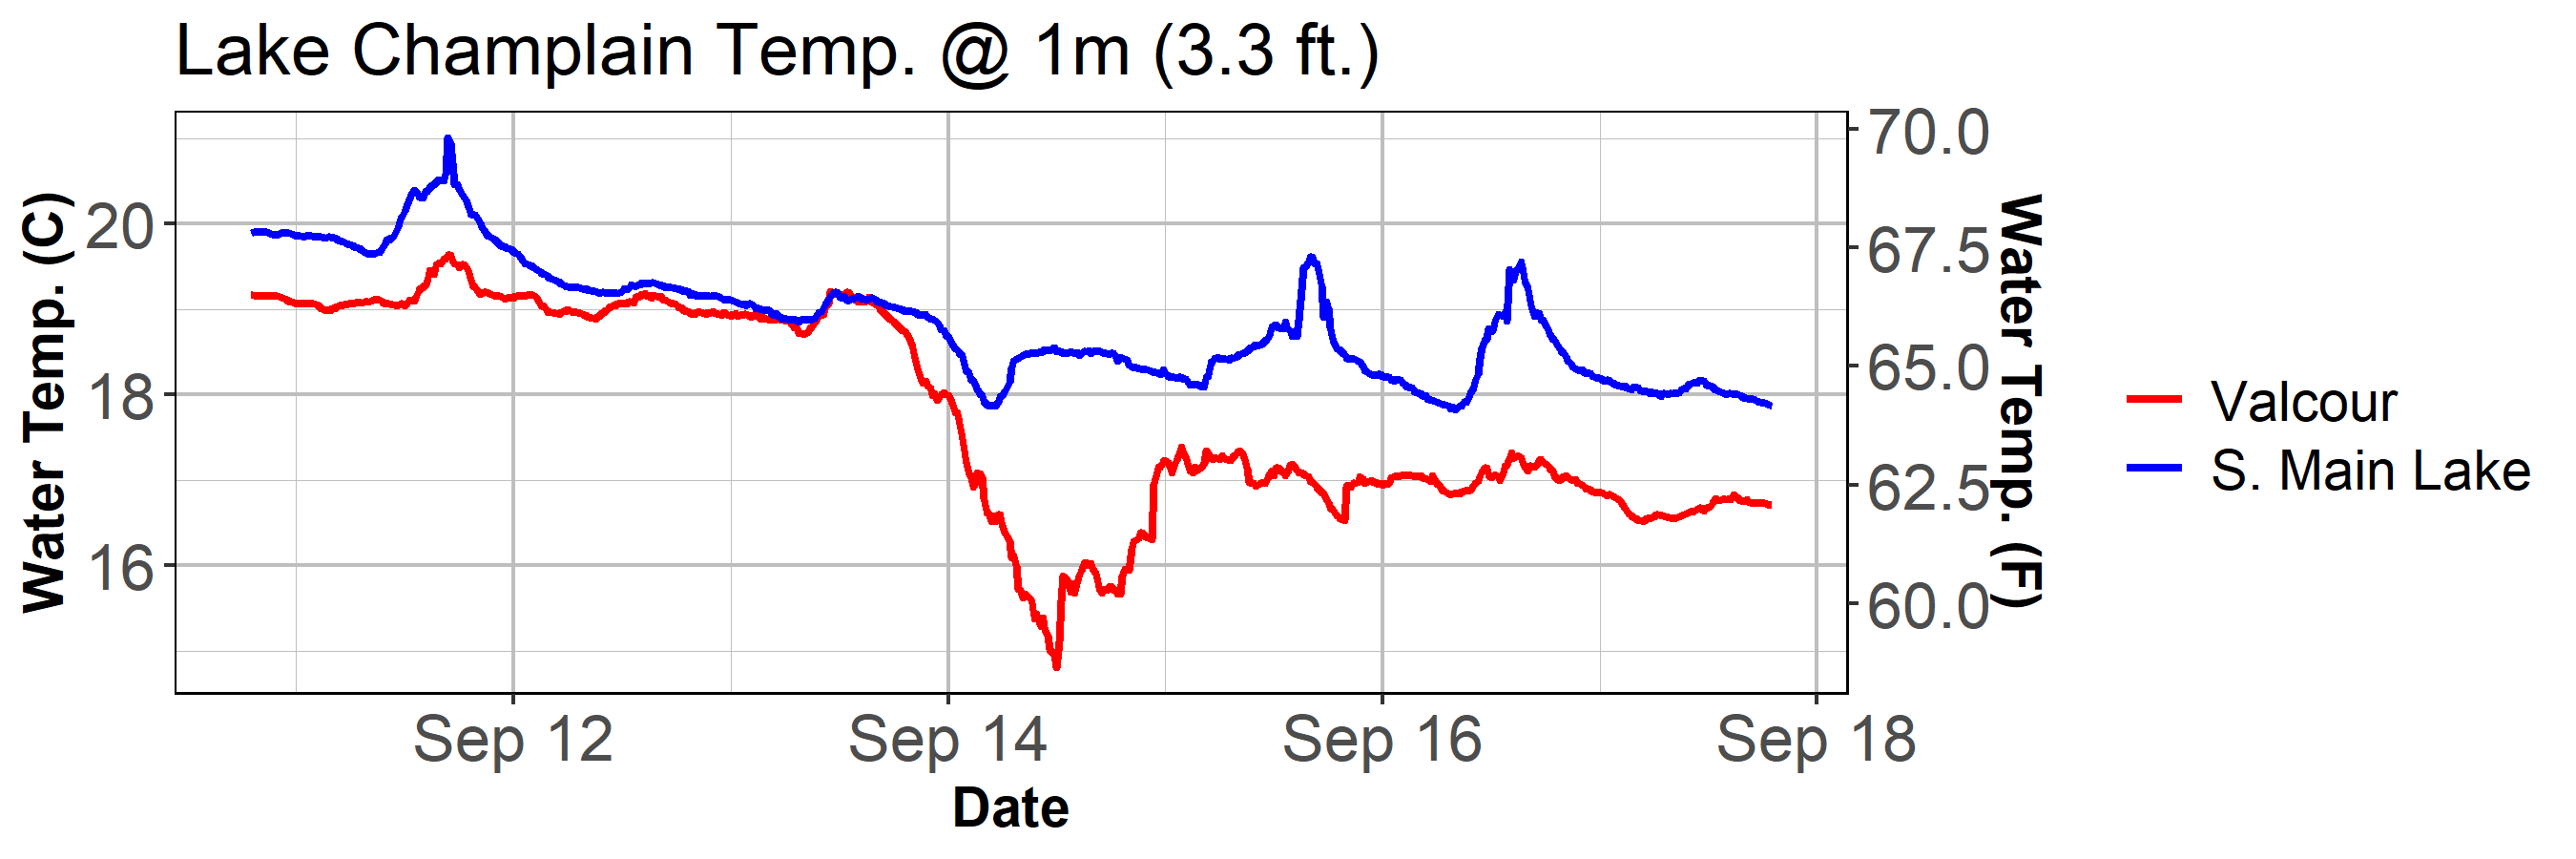 Lake Champlain Temp. @ 1m (3.3 ft.)
Water Temp. (C)
20
18
16
70.0
67.5
65.0
62.5
60.0
Water Temp. (F)
Sep 12
Sep 14
Sep 16
Sep 18
Date
Valcour
S. Main Lake